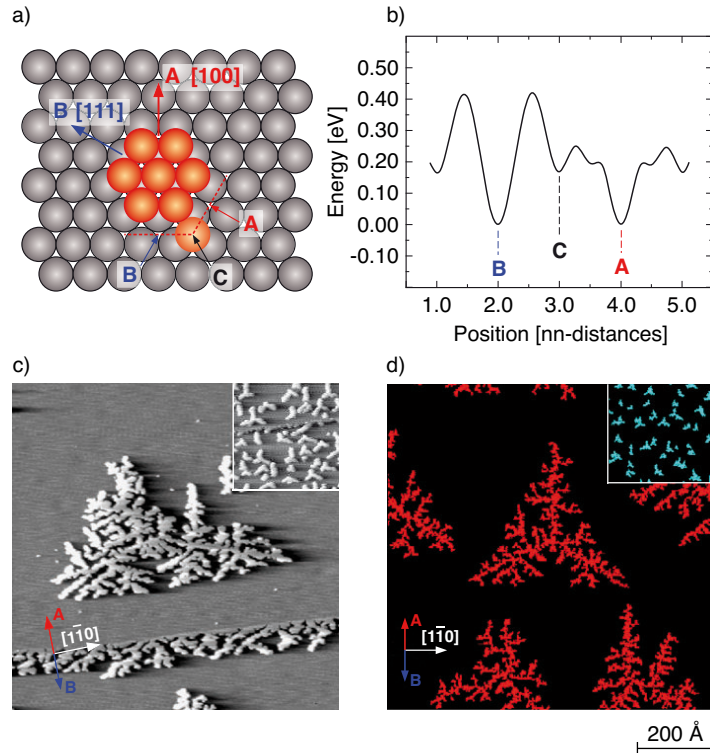 a)
A [100]
B [111]
A
B
C
b)
Energy [eV]
0.50
0.40
0.30
0.20
0.10
0.00
-0.10
B
C
A
1.0 2.0 3.0 4.0 5.0
Position [nn-distances]
c)
A
[11̅0]
B
d)
A
[11̅0]
B
200 Å